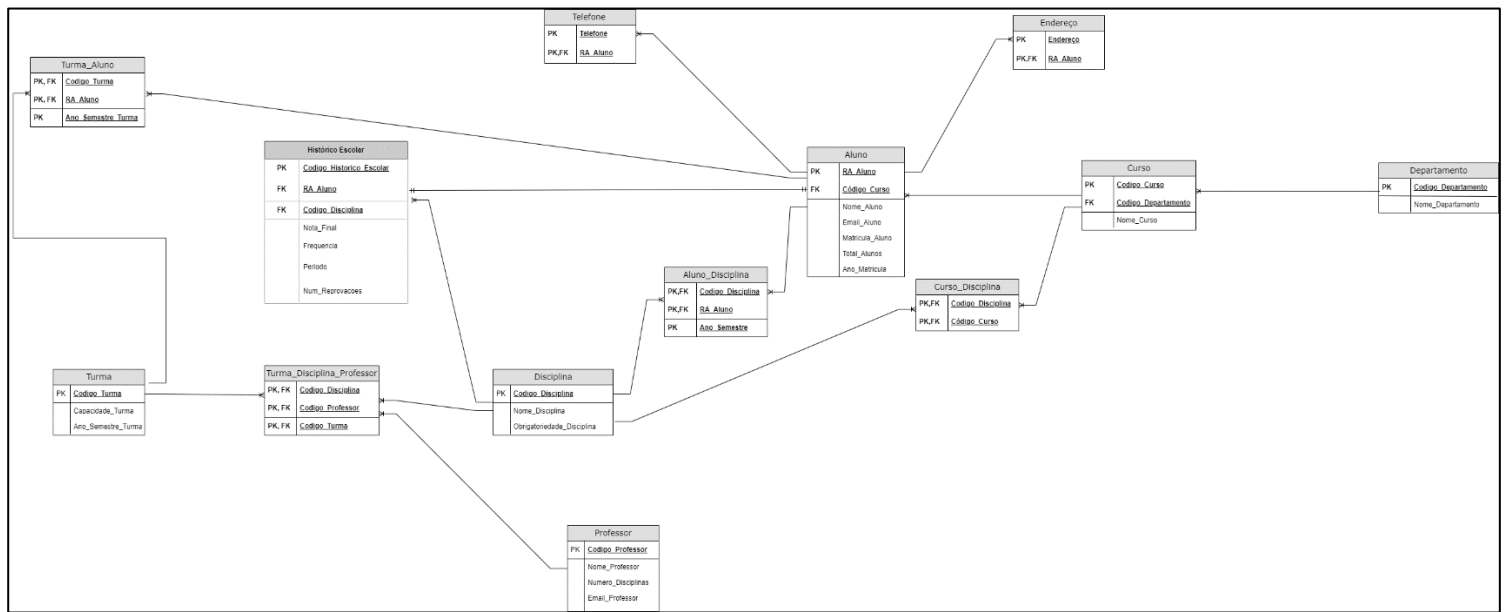 Telefone
PK Telefone
PK,FK RA_Aluno
Endereço
PK Endereço
PK,FK RA_Aluno
Turma_Aluno
PK, FK Codigo_Turma
PK, FK RA_Aluno
PK Ano_Semestre_Turma
Histórico Escolar
PK Codigo_Historico_Escolar
FK RA_Aluno
FK Codigo_Disciplina
Nota_Final
Frequencia
Periodo
Num_Reprovacoes
Aluno
PK RA_Aluno
FK Código_Curso
Nome_Aluno
Email_Aluno
Matricula_Aluno
Total_Alunos
Ano_Matricula
Curso
PK Codigo_Curso
FK Codigo_Departamento
Nome_Curso
Departamento
PK Codigo_Departamento
Nome_Departamento
Aluno_Disciplina
PK,FK Codigo_Disciplina
PK,FK RA_Aluno
PK Ano_Semestre
Curso_Disciplina
PK,FK Codigo_Disciplina
PK,FK Código_Curso
Turma
PK Codigo_Turma
Capacidade_Turma
Ano_Semestre_Turma
Turma_Disciplina_Professor
PK, FK Codigo_Disciplina
PK, FK Codigo_Professor
PK, FK Codigo_Turma
Disciplina
PK Codigo_Disciplina
Nome_Disciplina
Obrigatoriedade_Disciplina
Professor
PK Codigo_Professor
Nome_Professor
Numero_Disciplinas
Email_Professor